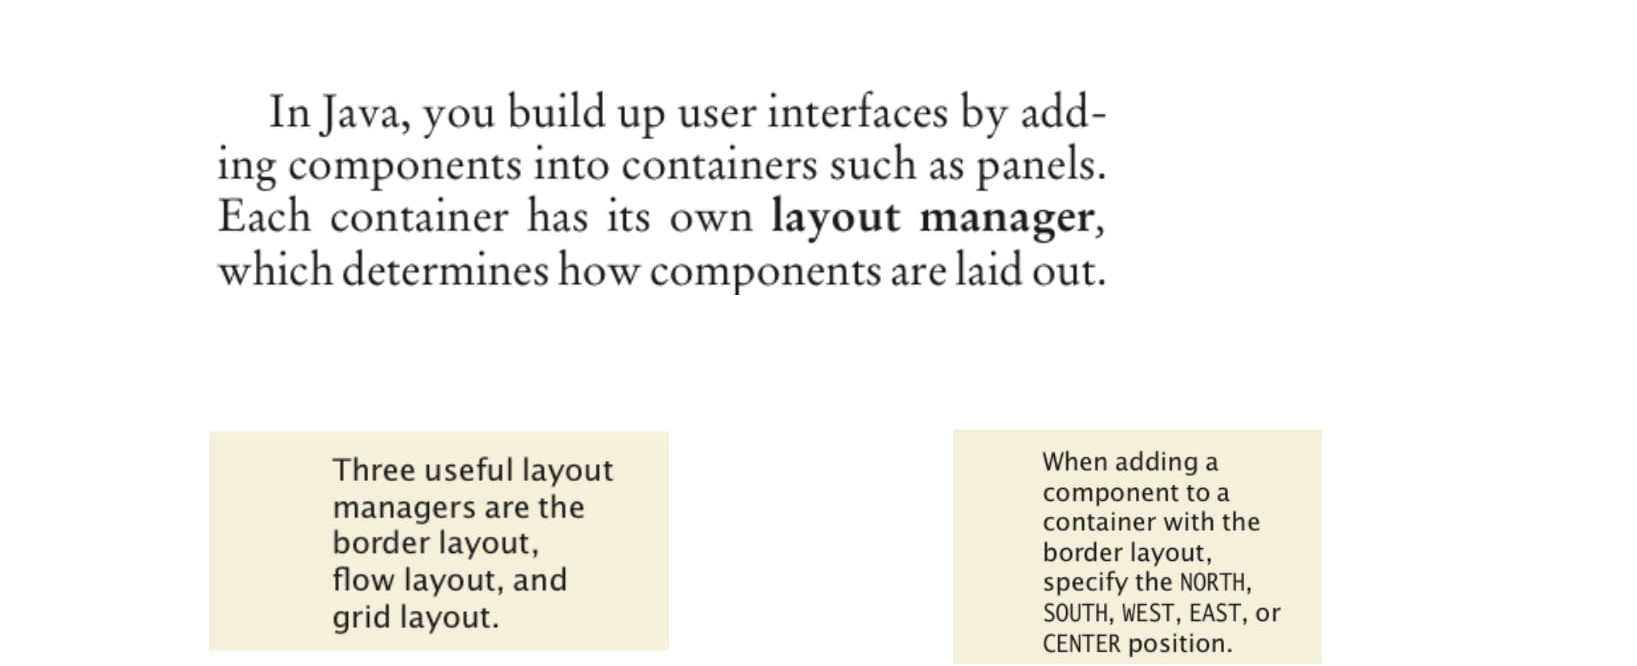 In Java, you build up user interfaces by add-
ing components into containers such as panels.
Each container has its own layout manager,
which determines how components are laid out.
Three useful layout
managers are the
border layout,
flow layout, and
grid layout.
When adding a
component to a
container with the
border layout,
specify the NORTH,
SOUTH, WEST, EAST, or
CENTER position.